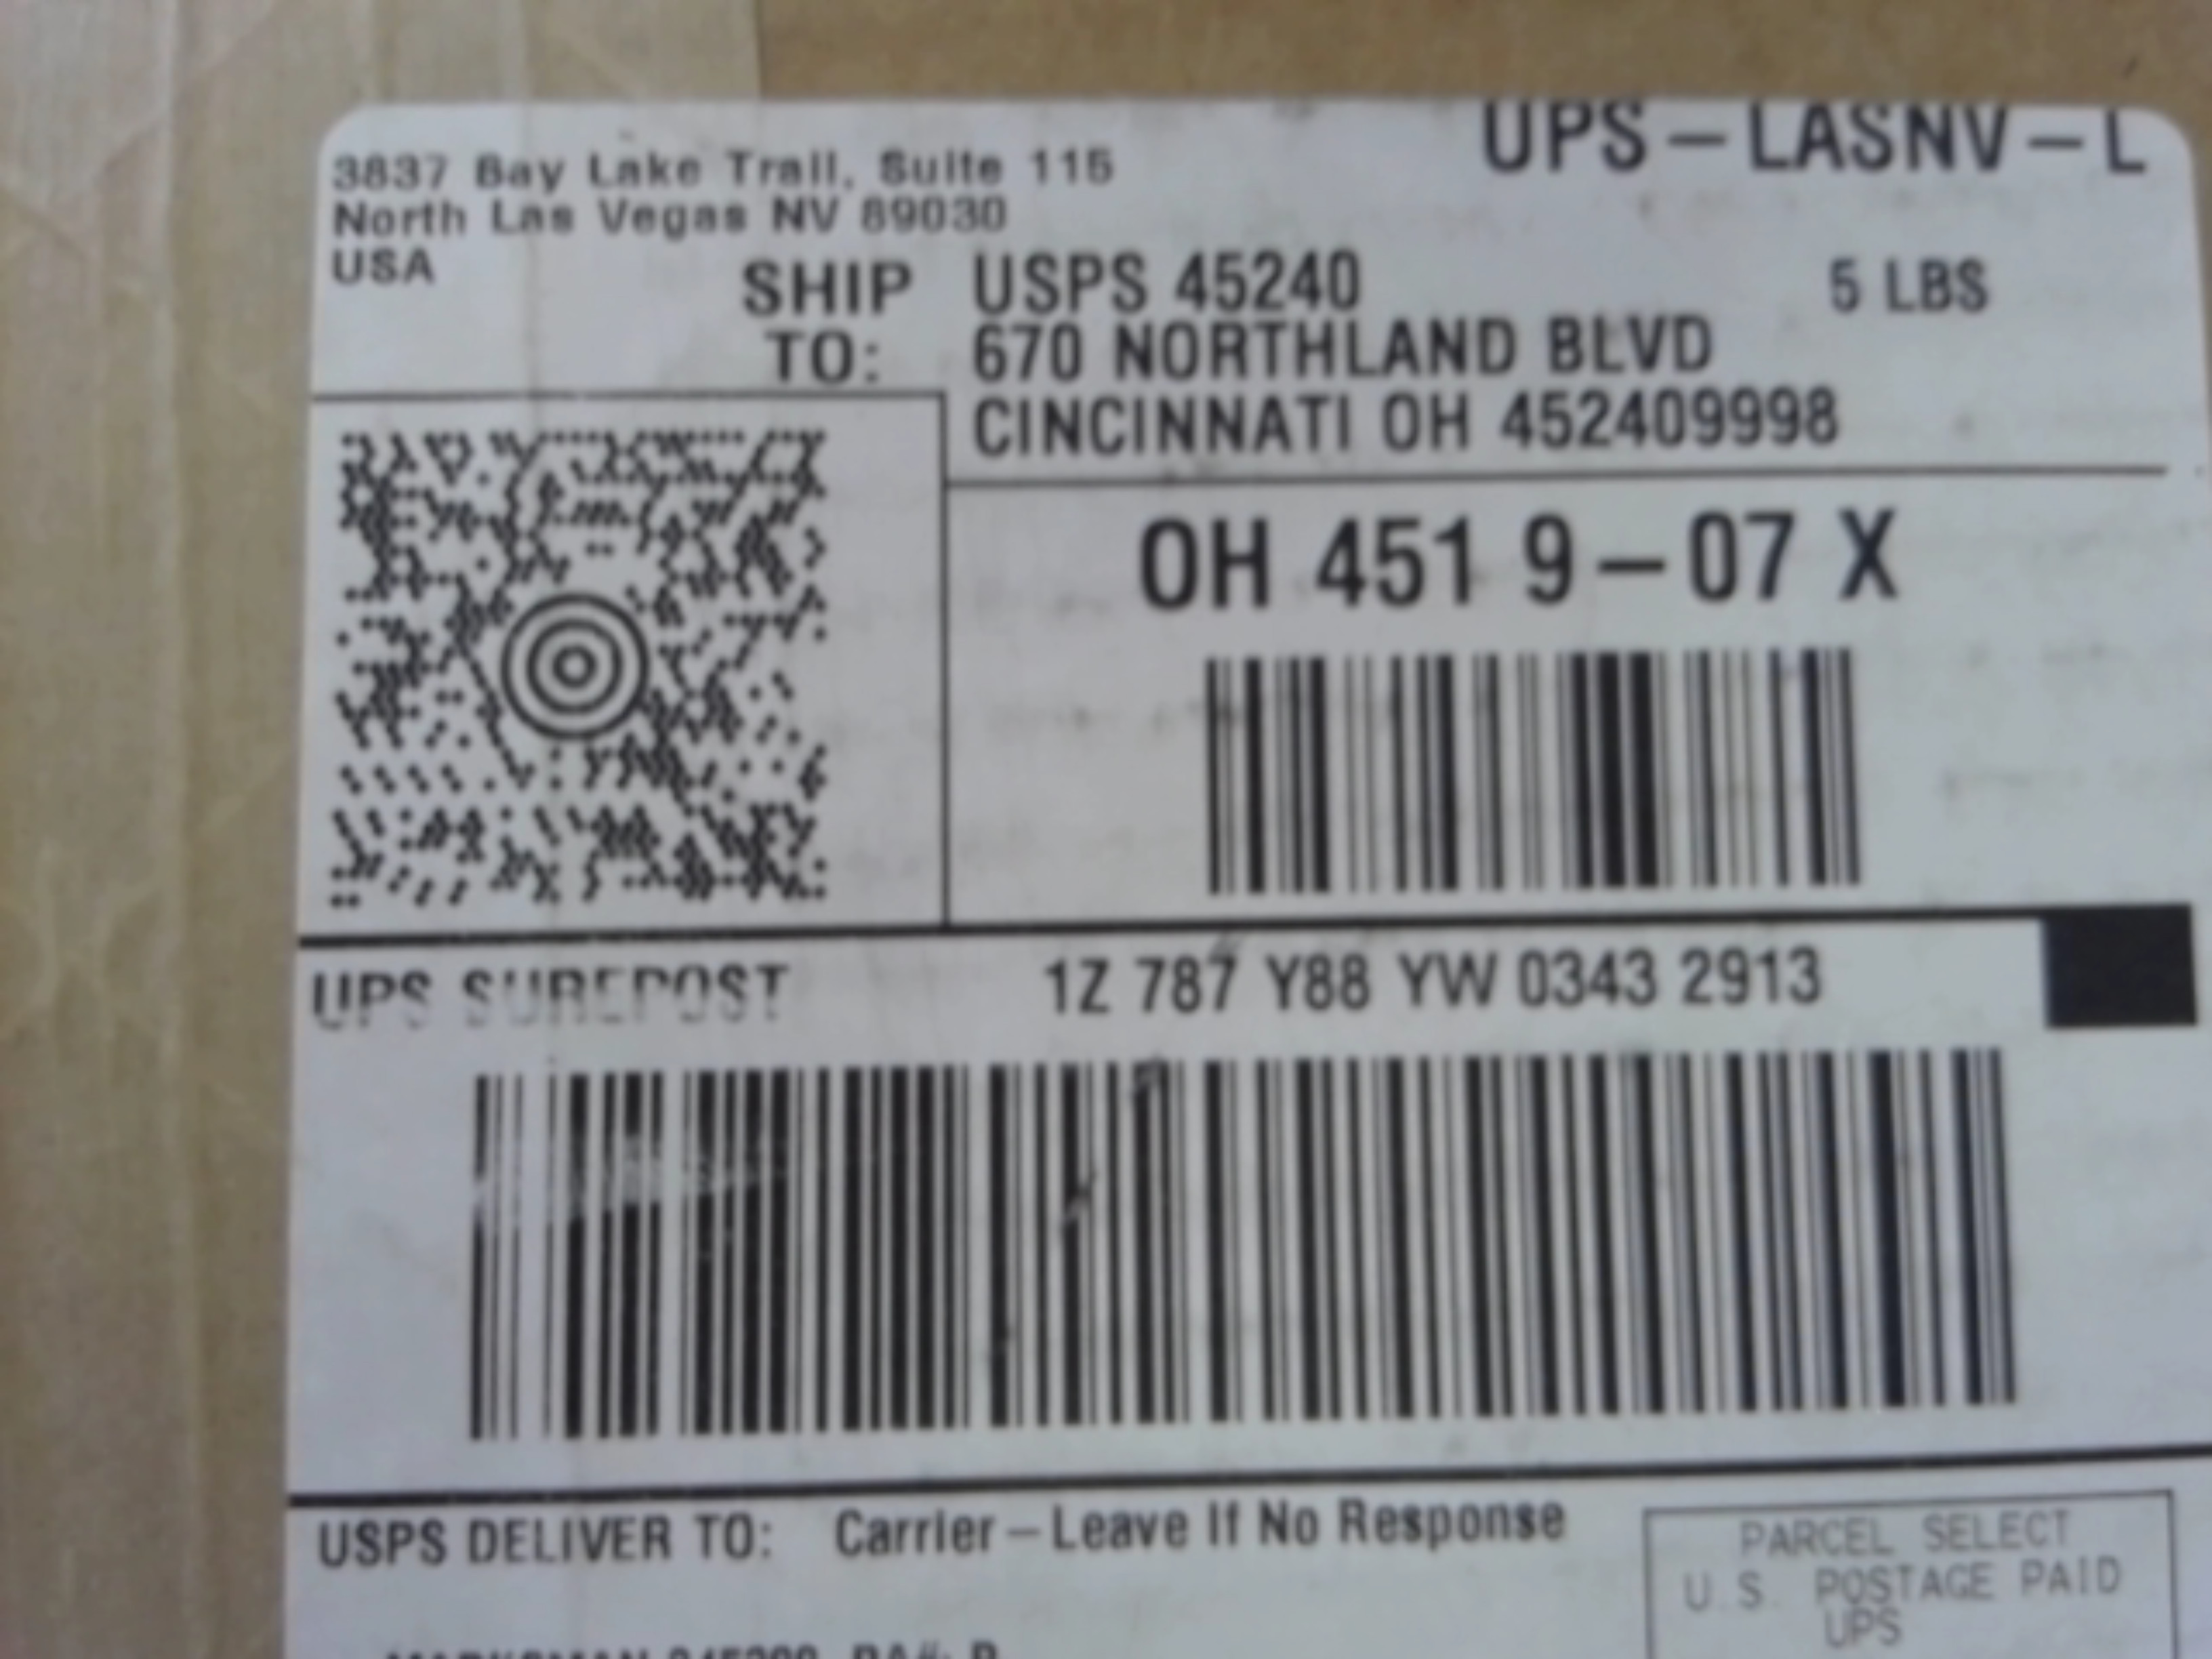 UPS-LASNV-L
3837 Bay Lake Trail, Suite 115
North Las Vegas NV 89030
USA
SHIP TO:
USPS 45240
5 LBS
670 NORTHLAND BLVD
CINCINNATI OH 452409998
OH 451 9-07 X
UPS SUREPOST
1Z 787 Y88 YW 0343 2913
USPS DELIVER TO:
Carrier-Leave If No Response
PARCEL SELECT
U.S. POSTAGE PAID
UPS